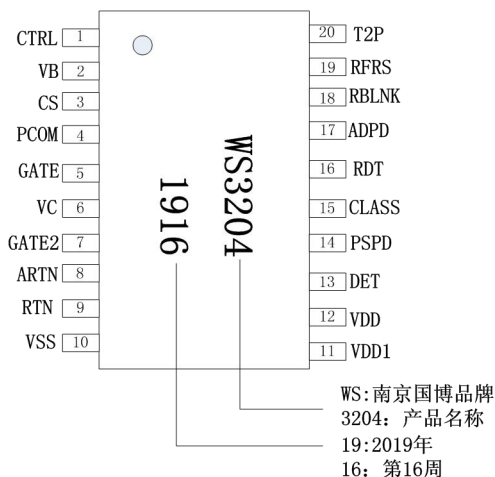 CTRL 1
VB 2
CS 3
PCOM 4
GATE 5
VC 6
GATE2 7
ARTN 8
RTN 9
VSS 10
20 T2P
19 RFRS
18 RBLNK
17 ADPD
16 RDT
15 CLASS
14 PSPD
13 DET
12 VDD
11 VDD1
WS3204
1916
WS:南京国博品牌
3204：产品名称
19:2019年
16：第16周